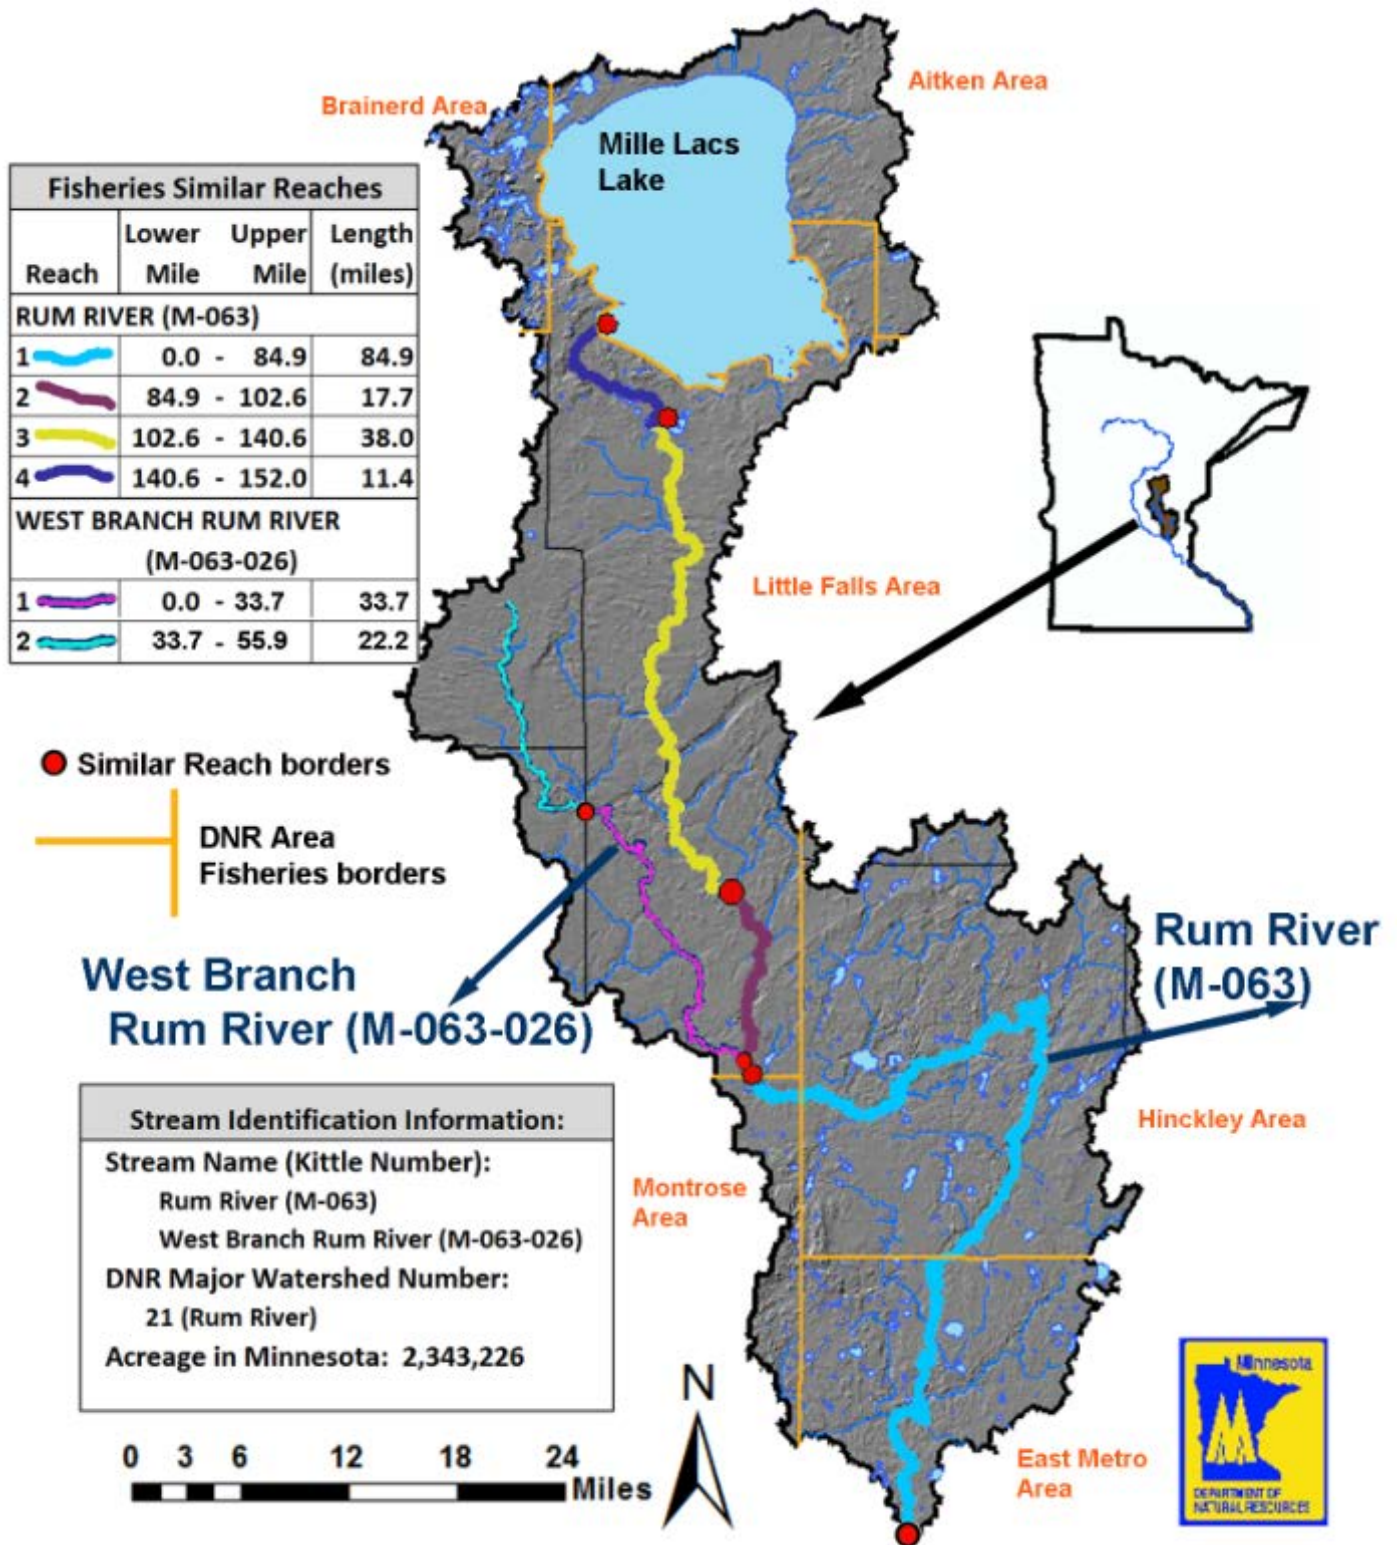 Brainerd Area
Aitken Area
Mille Lacs
Lake
Fisheries Similar Reaches
Reach Lower Mile Upper Mile Length (miles)
RUM RIVER (M-063)
1 0.0 - 84.9 84.9
2 84.9 - 102.6 17.7
3 102.6 - 140.6 38.0
4 140.6 - 152.0 11.4
WEST BRANCH RUM RIVER
(M-063-026)
1 0.0 - 33.7 33.7
2 33.7 - 55.9 22.2
Little Falls Area
Similar Reach borders
DNR Area
Fisheries borders
West Branch
Rum River (M-063-026)
Rum River
(M-063)
Hinckley Area
Montrose
Area
Stream Identification Information:
Stream Name (Kittle Number):
Rum River (M-063)
West Branch Rum River (M-063-026)
DNR Major Watershed Number:
21 (Rum River)
Acreage in Minnesota: 2,343,226
N
0 3 6 12 18 24
Miles
East Metro
Area
Minnesota
DEPARTMENT OF
NATURAL RESOURCES